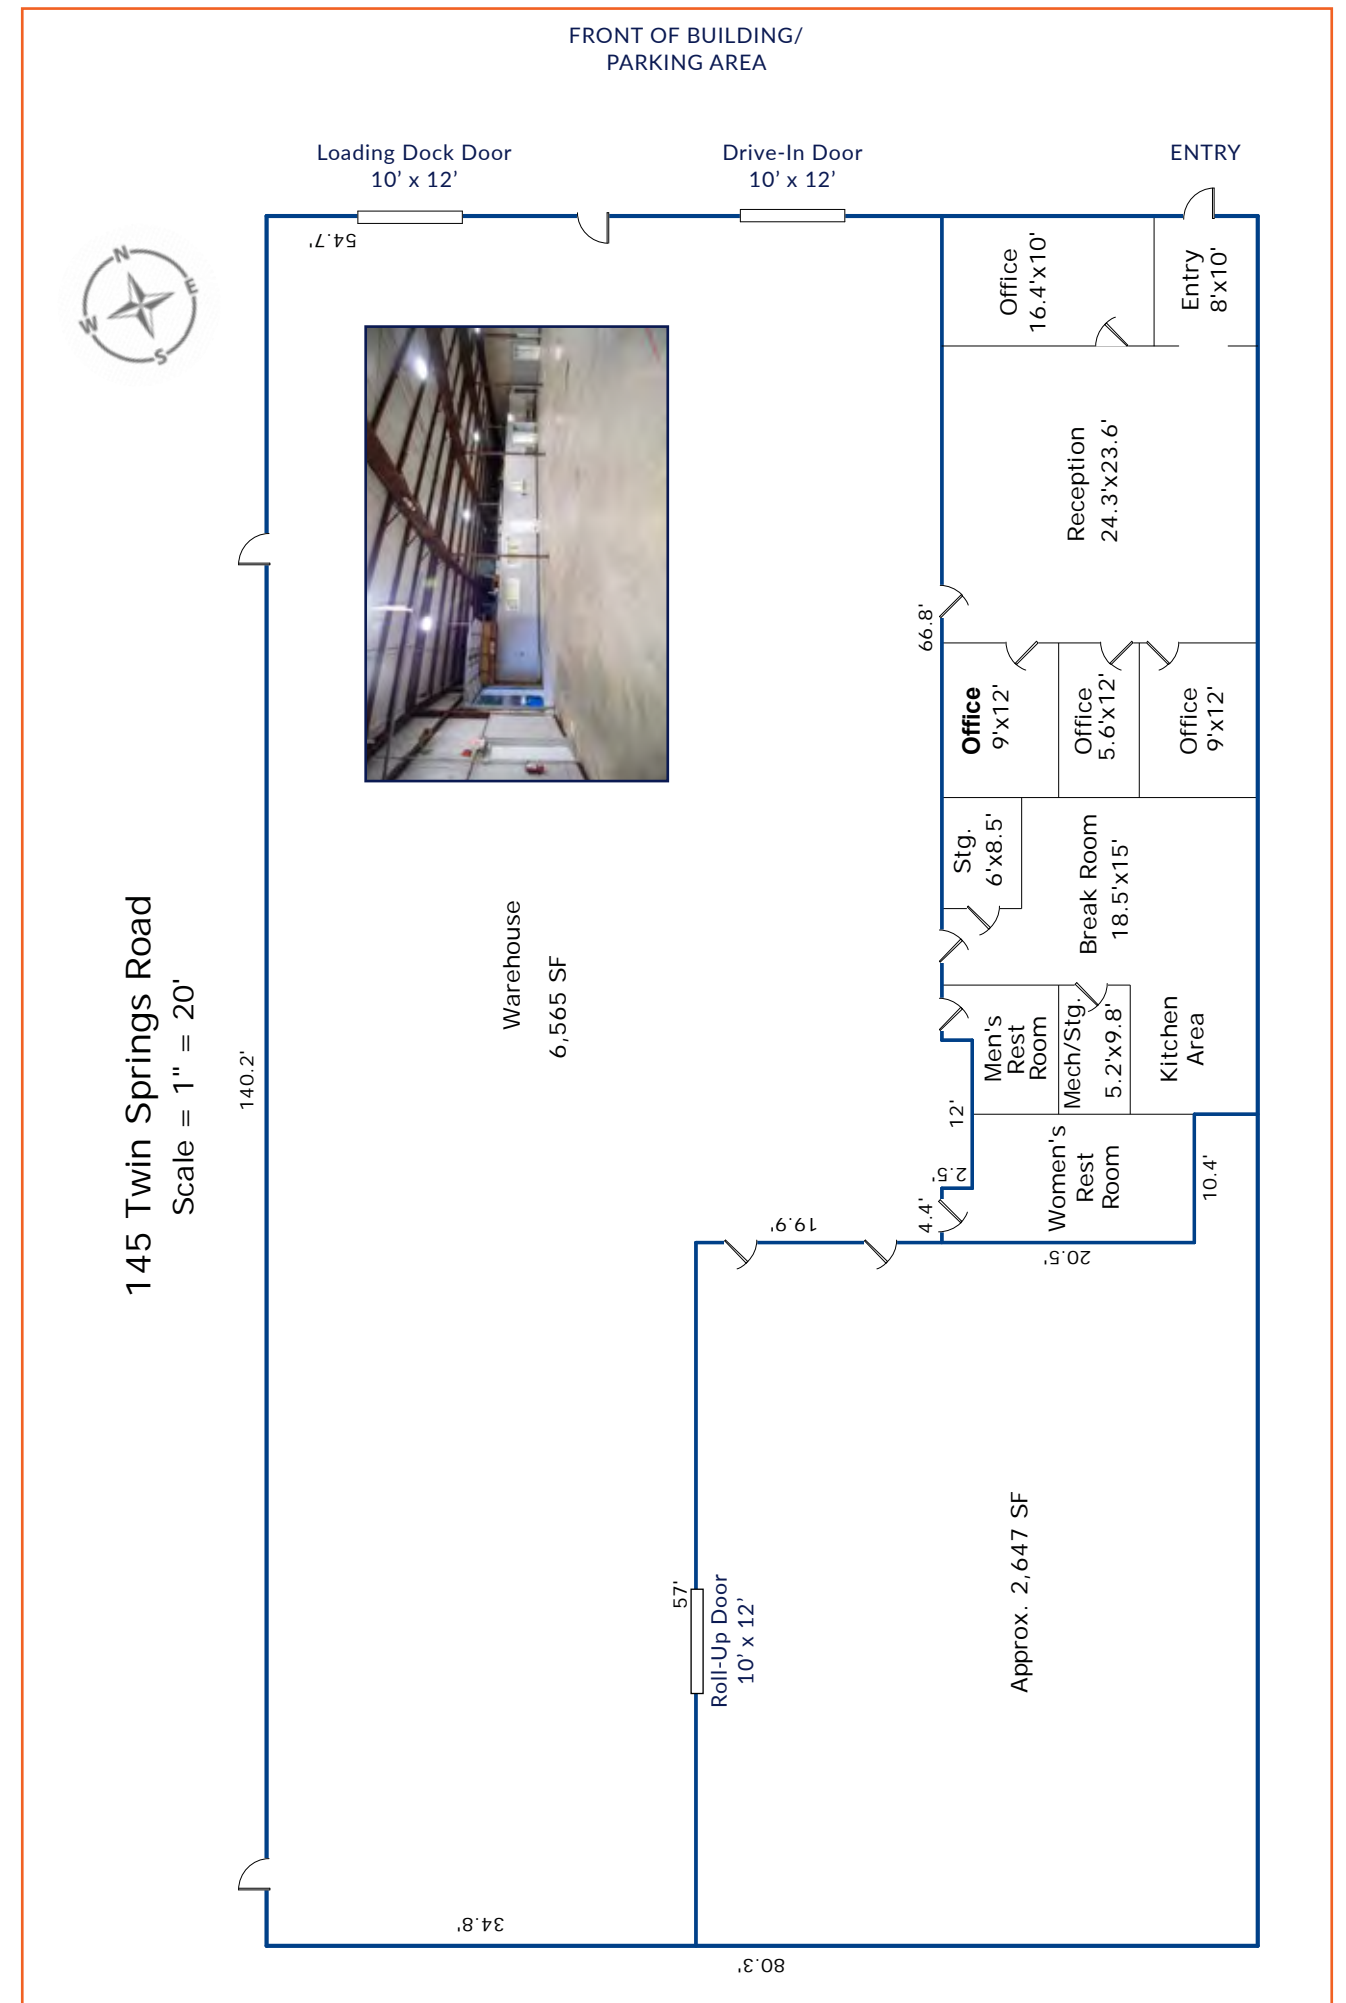 FRONT OF BUILDING/
PARKING AREA
Loading Dock Door
10’ x 12’
Drive-In Door
10’ x 12’
ENTRY
54.7'
N
E
S
W
Office
16.4'x10'
Entry
8'x10'
Reception
24.3'x23.6'
66.8'
Office
9'x12'
Office
5.6'x12'
Office
9'x12'
Stg.
6'x8.5'
Break Room
18.5'x15'
145 Twin Springs Road
Scale = 1" = 20'
140.2'
Warehouse
6,565 SF
Men's
Rest
Room
Mech/Stg.
5.2'x9.8'
Kitchen
Area
12'
2.5'
4.4'
Women's
Rest
Room
10.4'
19.9'
20.5'
57'
Roll-Up Door
10’ x 12’
Approx. 2,647 SF
34.8'
80.3'